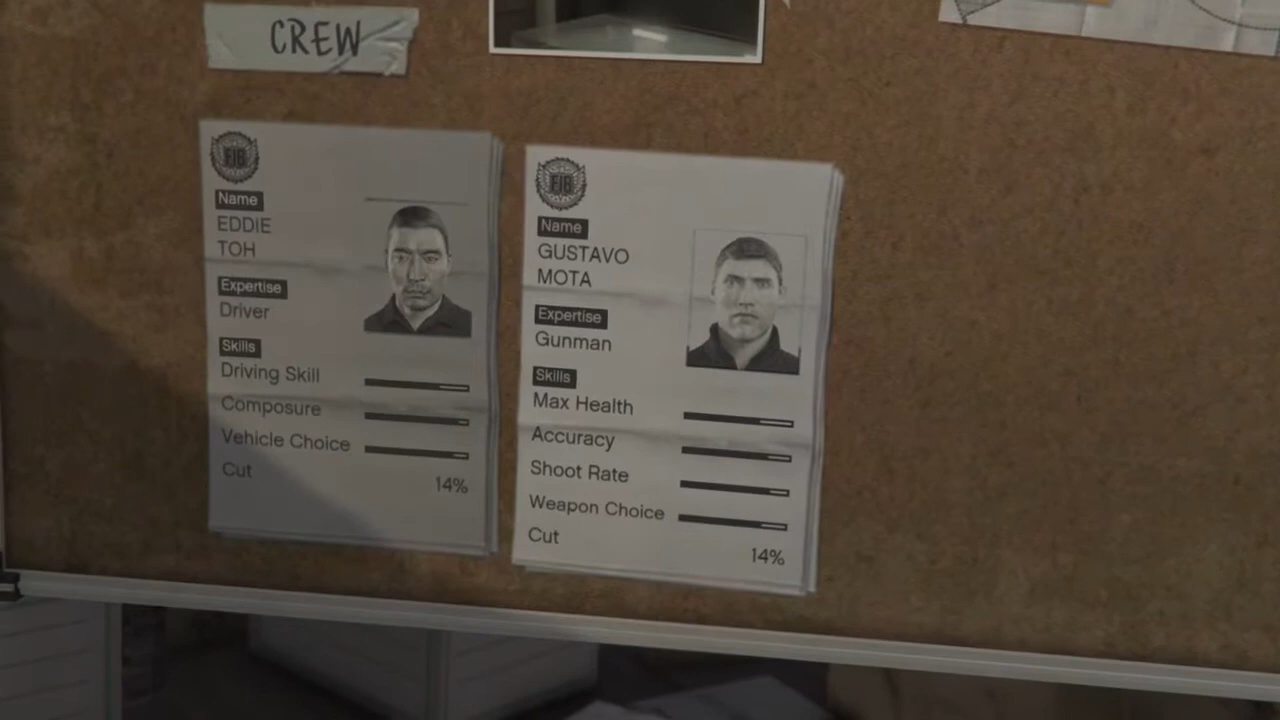 CREW
FIB
Name
EDDIE
TOH
Expertise
Driver
Skills
Driving Skill
Composure
Vehicle Choice
Cut 14%
FIB
Name
GUSTAVO
MOTA
Expertise
Gunman
Skills
Max Health
Accuracy
Shoot Rate
Weapon Choice
Cut 14%